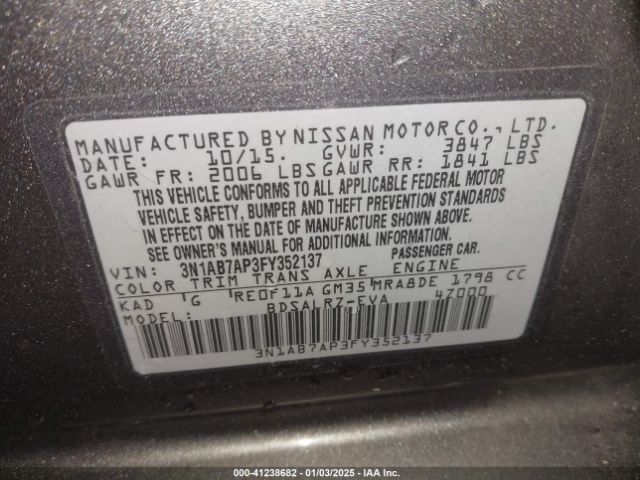 MANUFACTURED BY NISSAN MOTOR CO., LTD.
DATE: 10/15. GVWR: 3847 LBS
GAWR FR: 2006 LBS GAWR RR: 1841 LBS
THIS VEHICLE CONFORMS TO ALL APPLICABLE FEDERAL MOTOR
VEHICLE SAFETY, BUMPER AND THEFT PREVENTION STANDARDS
IN EFFECT ON THE DATE OF MANUFACTURE SHOWN ABOVE.
SEE OWNER'S MANUAL FOR ADDITIONAL INFORMATION.
VIN: 3N1AB7AP3FY352137 PASSENGER CAR.
COLOR TRIM TRANS AXLE ENGINE
KAD G RE0F11A GM35 MRA8DE 1798 CC
MODEL: BDSALRZ-EVA 4Z000
3N1AB7AP3FY352137
000-41238682 | 01/03/2025 | IAA Inc.